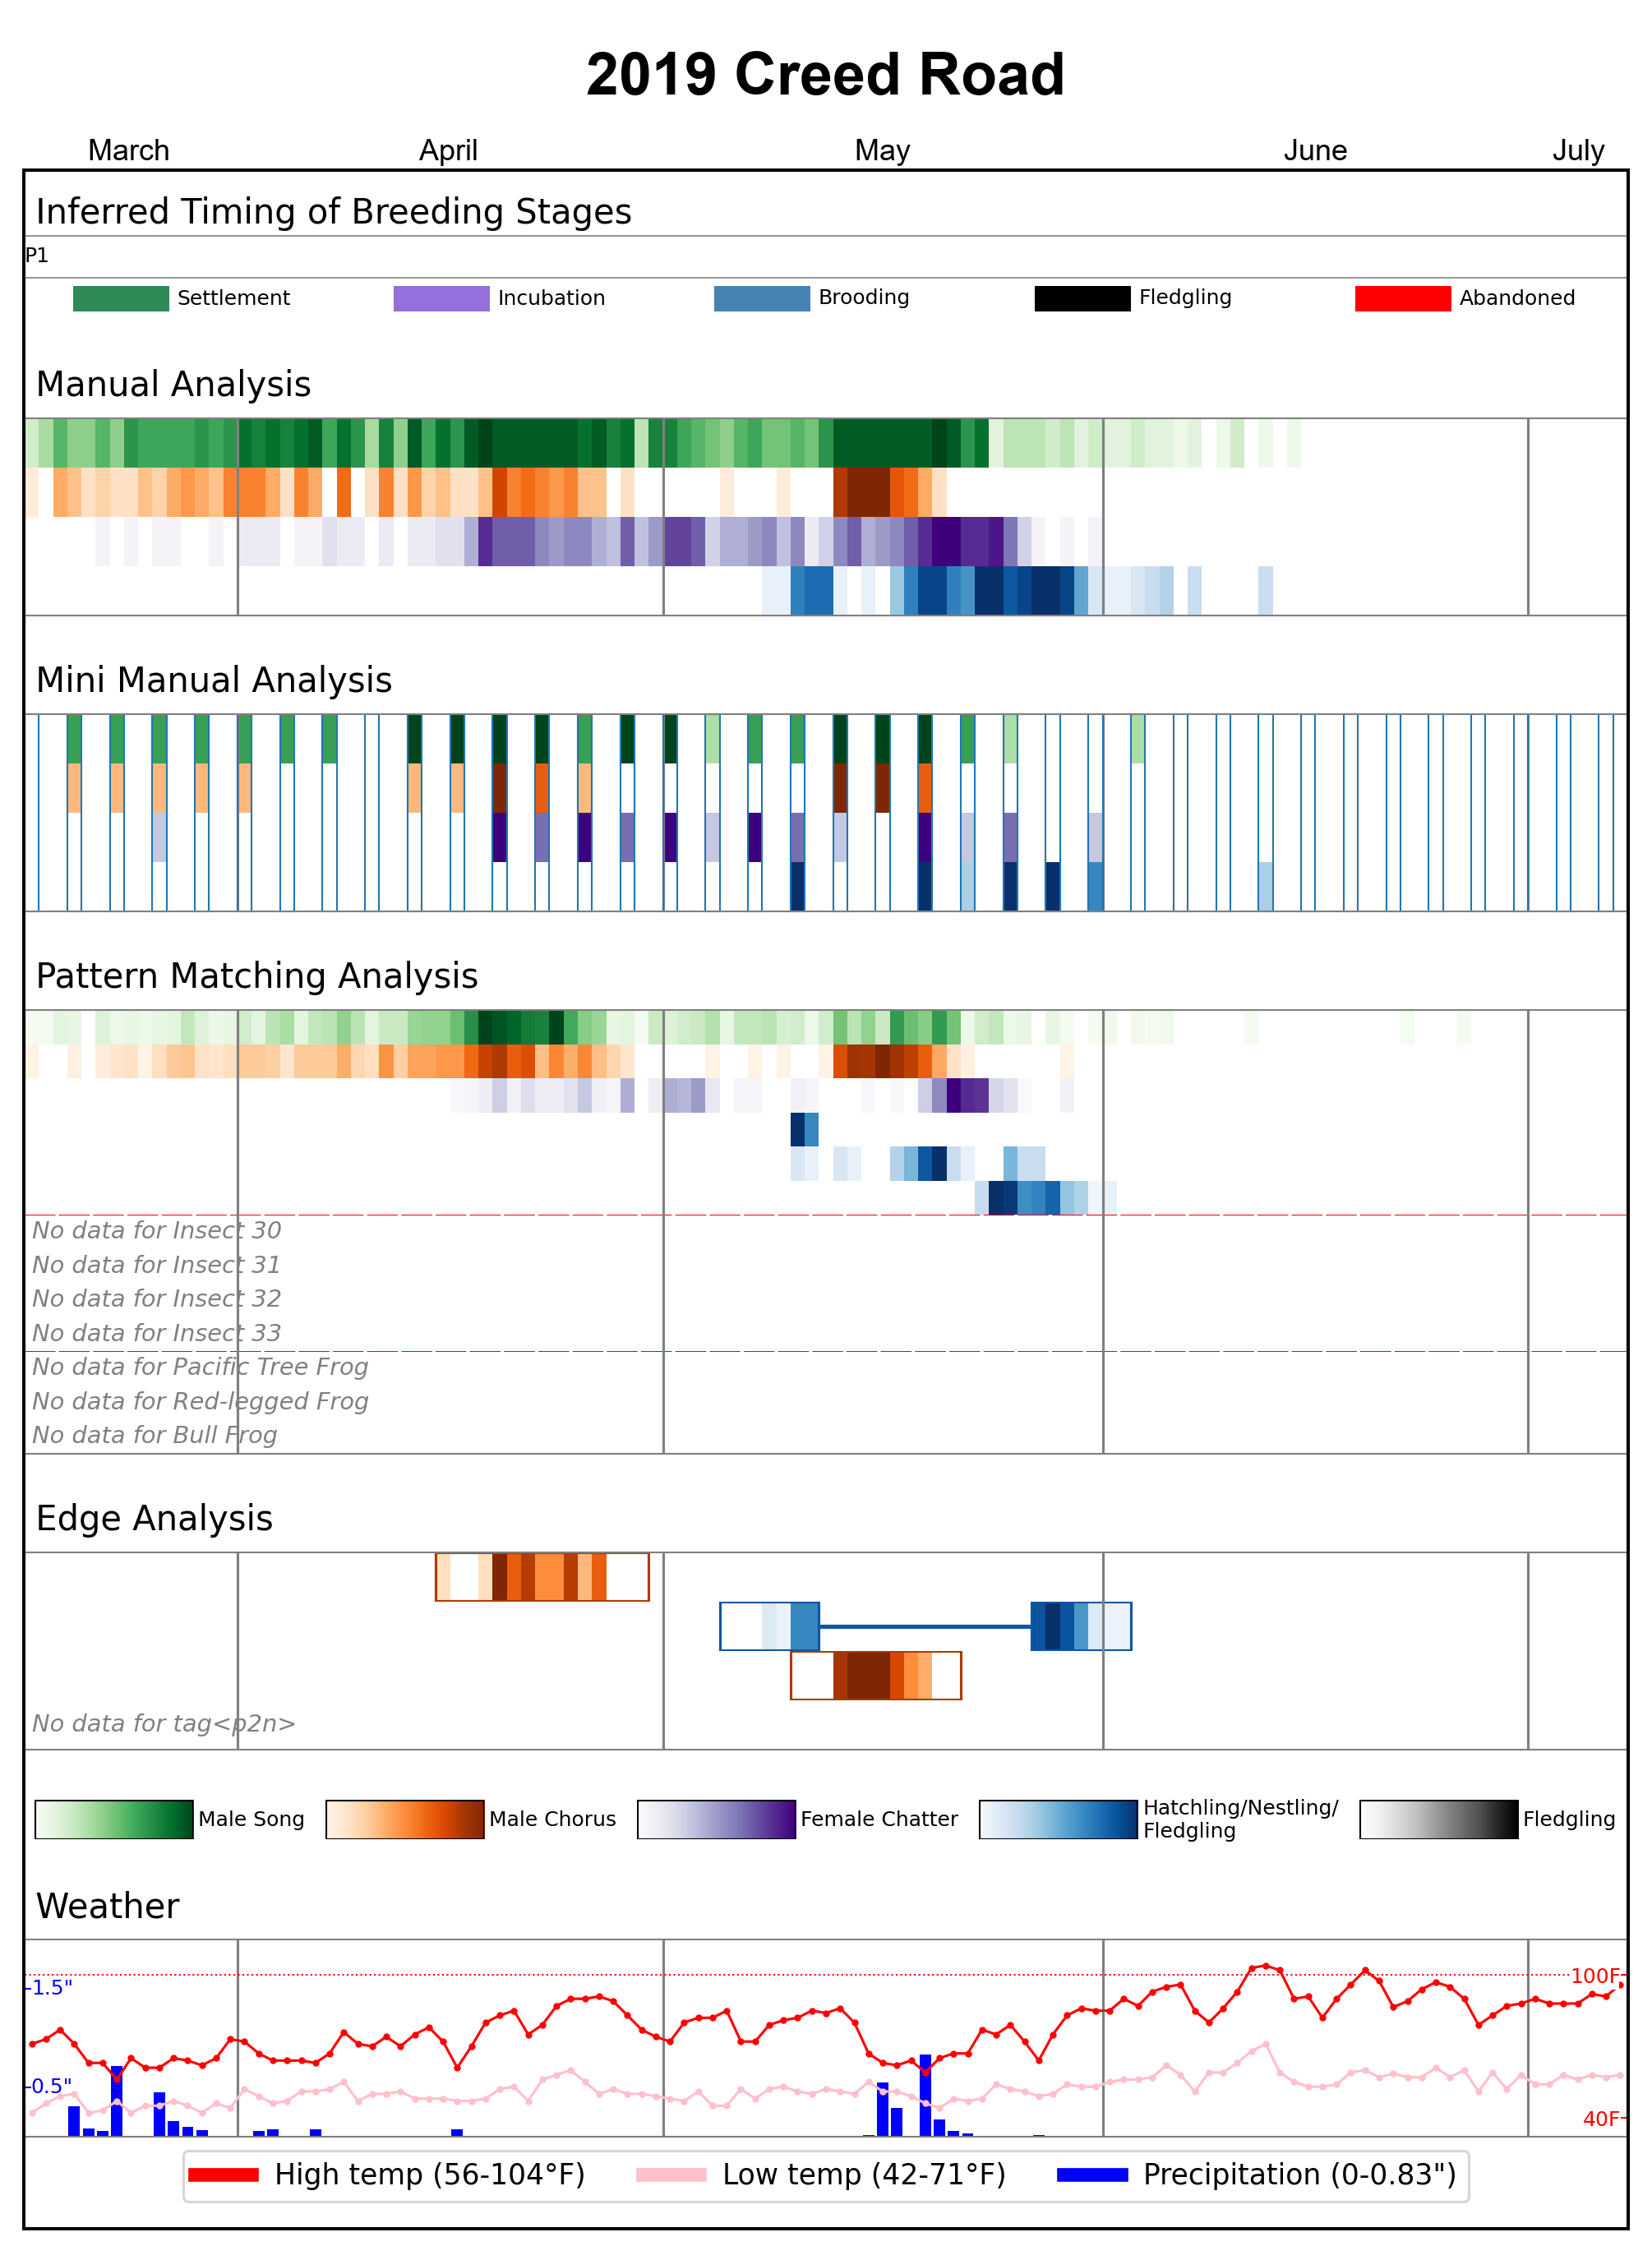 2019 Creed Road
March April May June July
Inferred Timing of Breeding Stages
P1
Settlement Incubation Brooding Fledgling Abandoned
Manual Analysis
Mini Manual Analysis
Pattern Matching Analysis
No data for Insect 30
No data for Insect 31
No data for Insect 32
No data for Insect 33
No data for Pacific Tree Frog
No data for Red-legged Frog
No data for Bull Frog
Edge Analysis
No data for tag<p2n>
Male Song Male Chorus Female Chatter Hatchling/Nestling/
Fledgling Fledgling
Weather
1.5" 100F
0.5"
40F
High temp (56-104°F) Low temp (42-71°F) Precipitation (0-0.83")